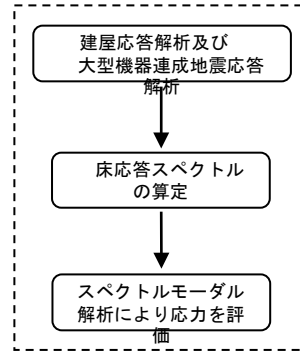 建屋応答解析及び
大型機器連成地震応答
解析
床応答スペクトル
の算定
スペクトルモーダル
解析により応力を評
価